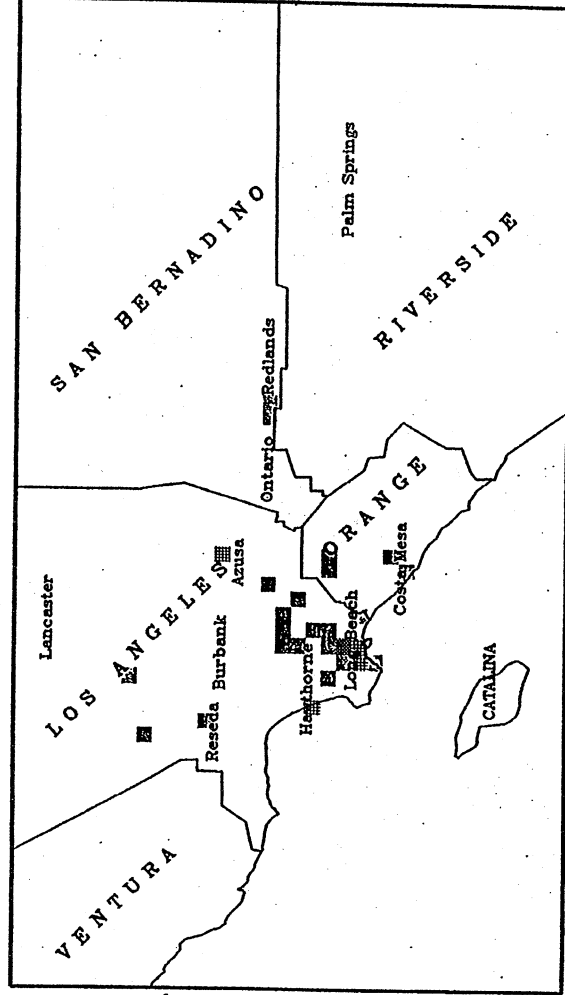 SAN BERNADINO
Lancaster
LOS ANGELES
Palm Springs
VENTURA
Ontario
Redlands
Azusa
Burbank
Reseda
RIVERSIDE
ORANGE
Hawthorne
Long Beach
Costa Mesa
CATALINA